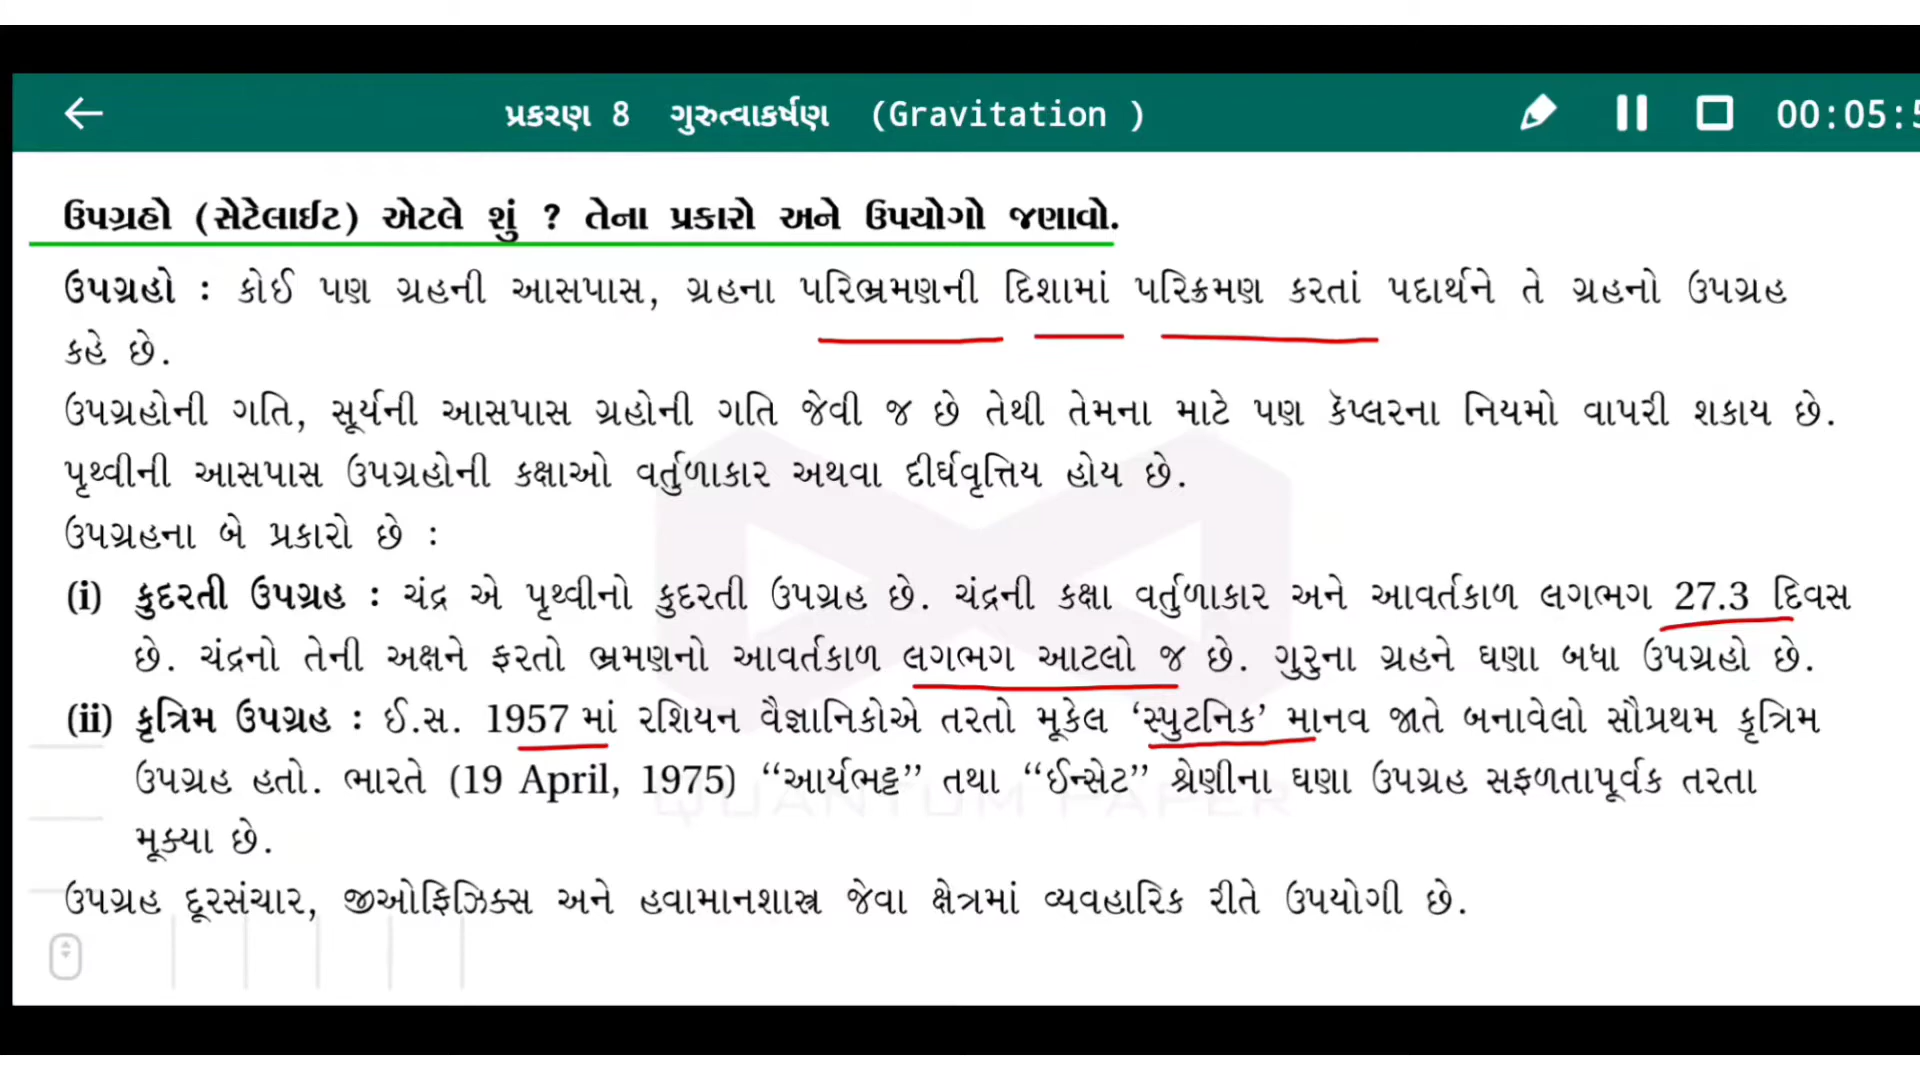 પ્રકરણ 8 ગુરુત્વાકર્ષણ (Gravitation )
00:05:5
ઉપગ્રહો (સેટેલાઈટ) એટલે શું ? તેના પ્રકારો અને ઉપયોગો જણાવો.
ઉપગ્રહો : કોઈ પણ ગ્રહની આસપાસ, ગ્રહના પરિભ્રમણની દિશામાં પરિક્રમણ કરતાં પદાર્થને તે ગ્રહનો ઉપગ્રહ
કહે છે.
ઉપગ્રહોની ગતિ, સૂર્યની આસપાસ ગ્રહોની ગતિ જેવી જ છે તેથી તેમના માટે પણ કૅપ્લરના નિયમો વાપરી શકાય છે.
પૃથ્વીની આસપાસ ઉપગ્રહોની કક્ષાઓ વર્તુળાકાર અથવા દીર્ઘવૃત્તિય હોય છે.
ઉપગ્રહના બે પ્રકારો છે :
(i) કુદરતી ઉપગ્રહ : ચંદ્ર એ પૃથ્વીનો કુદરતી ઉપગ્રહ છે. ચંદ્રની કક્ષા વર્તુળાકાર અને આવર્તકાળ લગભગ 27.3 દિવસ
છે. ચંદ્રનો તેની અક્ષને ફરતો ભ્રમણનો આવર્તકાળ લગભગ આટલો જ છે. ગુરુના ગ્રહને ઘણા બધા ઉપગ્રહો છે.
(ii) કૃત્રિમ ઉપગ્રહ : ઈ.સ. 1957 માં રશિયન વૈજ્ઞાનિકોએ તરતો મૂકેલ ‘સ્પુટનિક’ માનવ જાતે બનાવેલો સૌપ્રથમ કૃત્રિમ
ઉપગ્રહ હતો. ભારતે (19 April, 1975) “આર્યભટ્ટ” તથા “ઈન્સેટ” શ્રેણીના ઘણા ઉપગ્રહ સફળતાપૂર્વક તરતા
મૂક્યા છે.
QUANTUM PAPER
ઉપગ્રહ દૂરસંચાર, જીઓફિઝિક્સ અને હવામાનશાસ્ત્ર જેવા ક્ષેત્રમાં વ્યવહારિક રીતે ઉપયોગી છે.